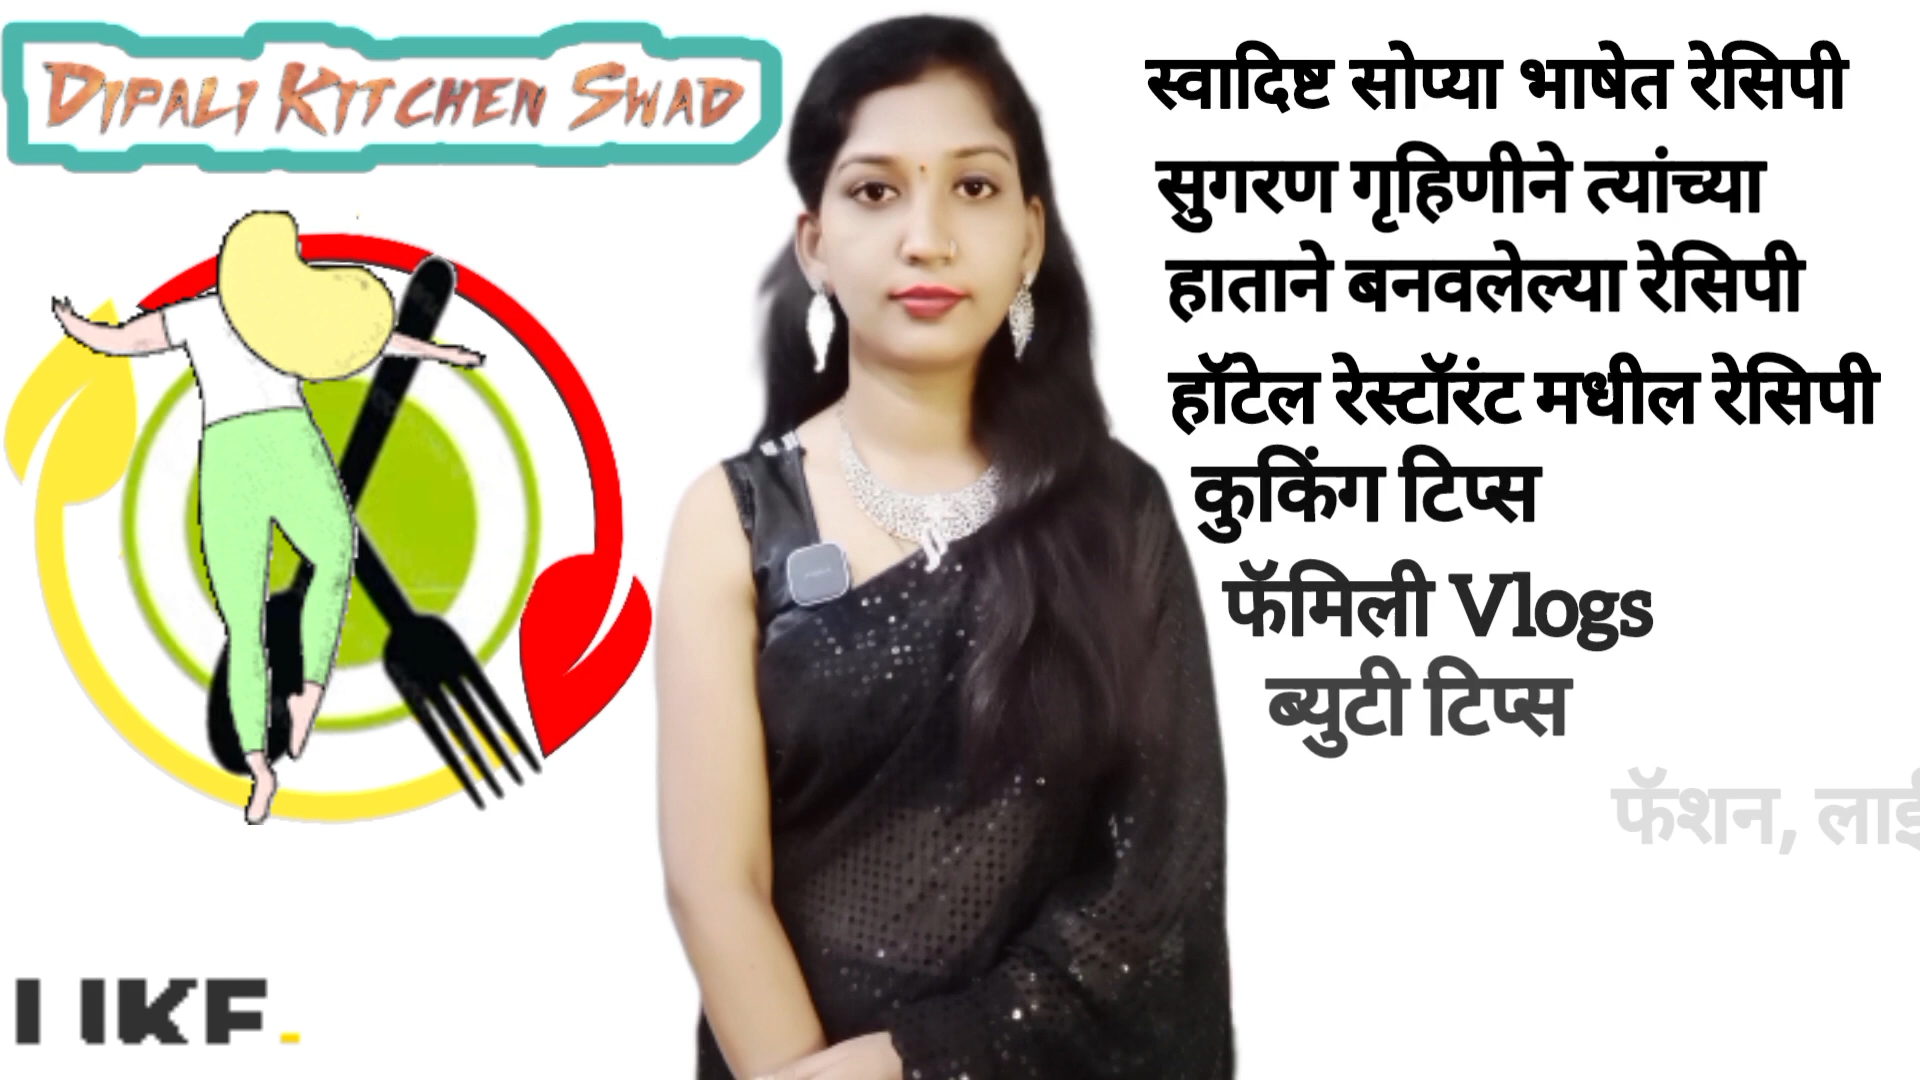 DIPALI KITCHEN SWAD
स्वादिष्ट सोप्या भाषेत रेसिपी
सुगरण गृहिणीने त्यांच्या
हाताने बनवलेल्या रेसिपी
हॉटेल रेस्टॉरंट मधील रेसिपी
कुकिंग टिप्स
फॅमिली Vlogs
ब्युटी टिप्स
फॅशन,